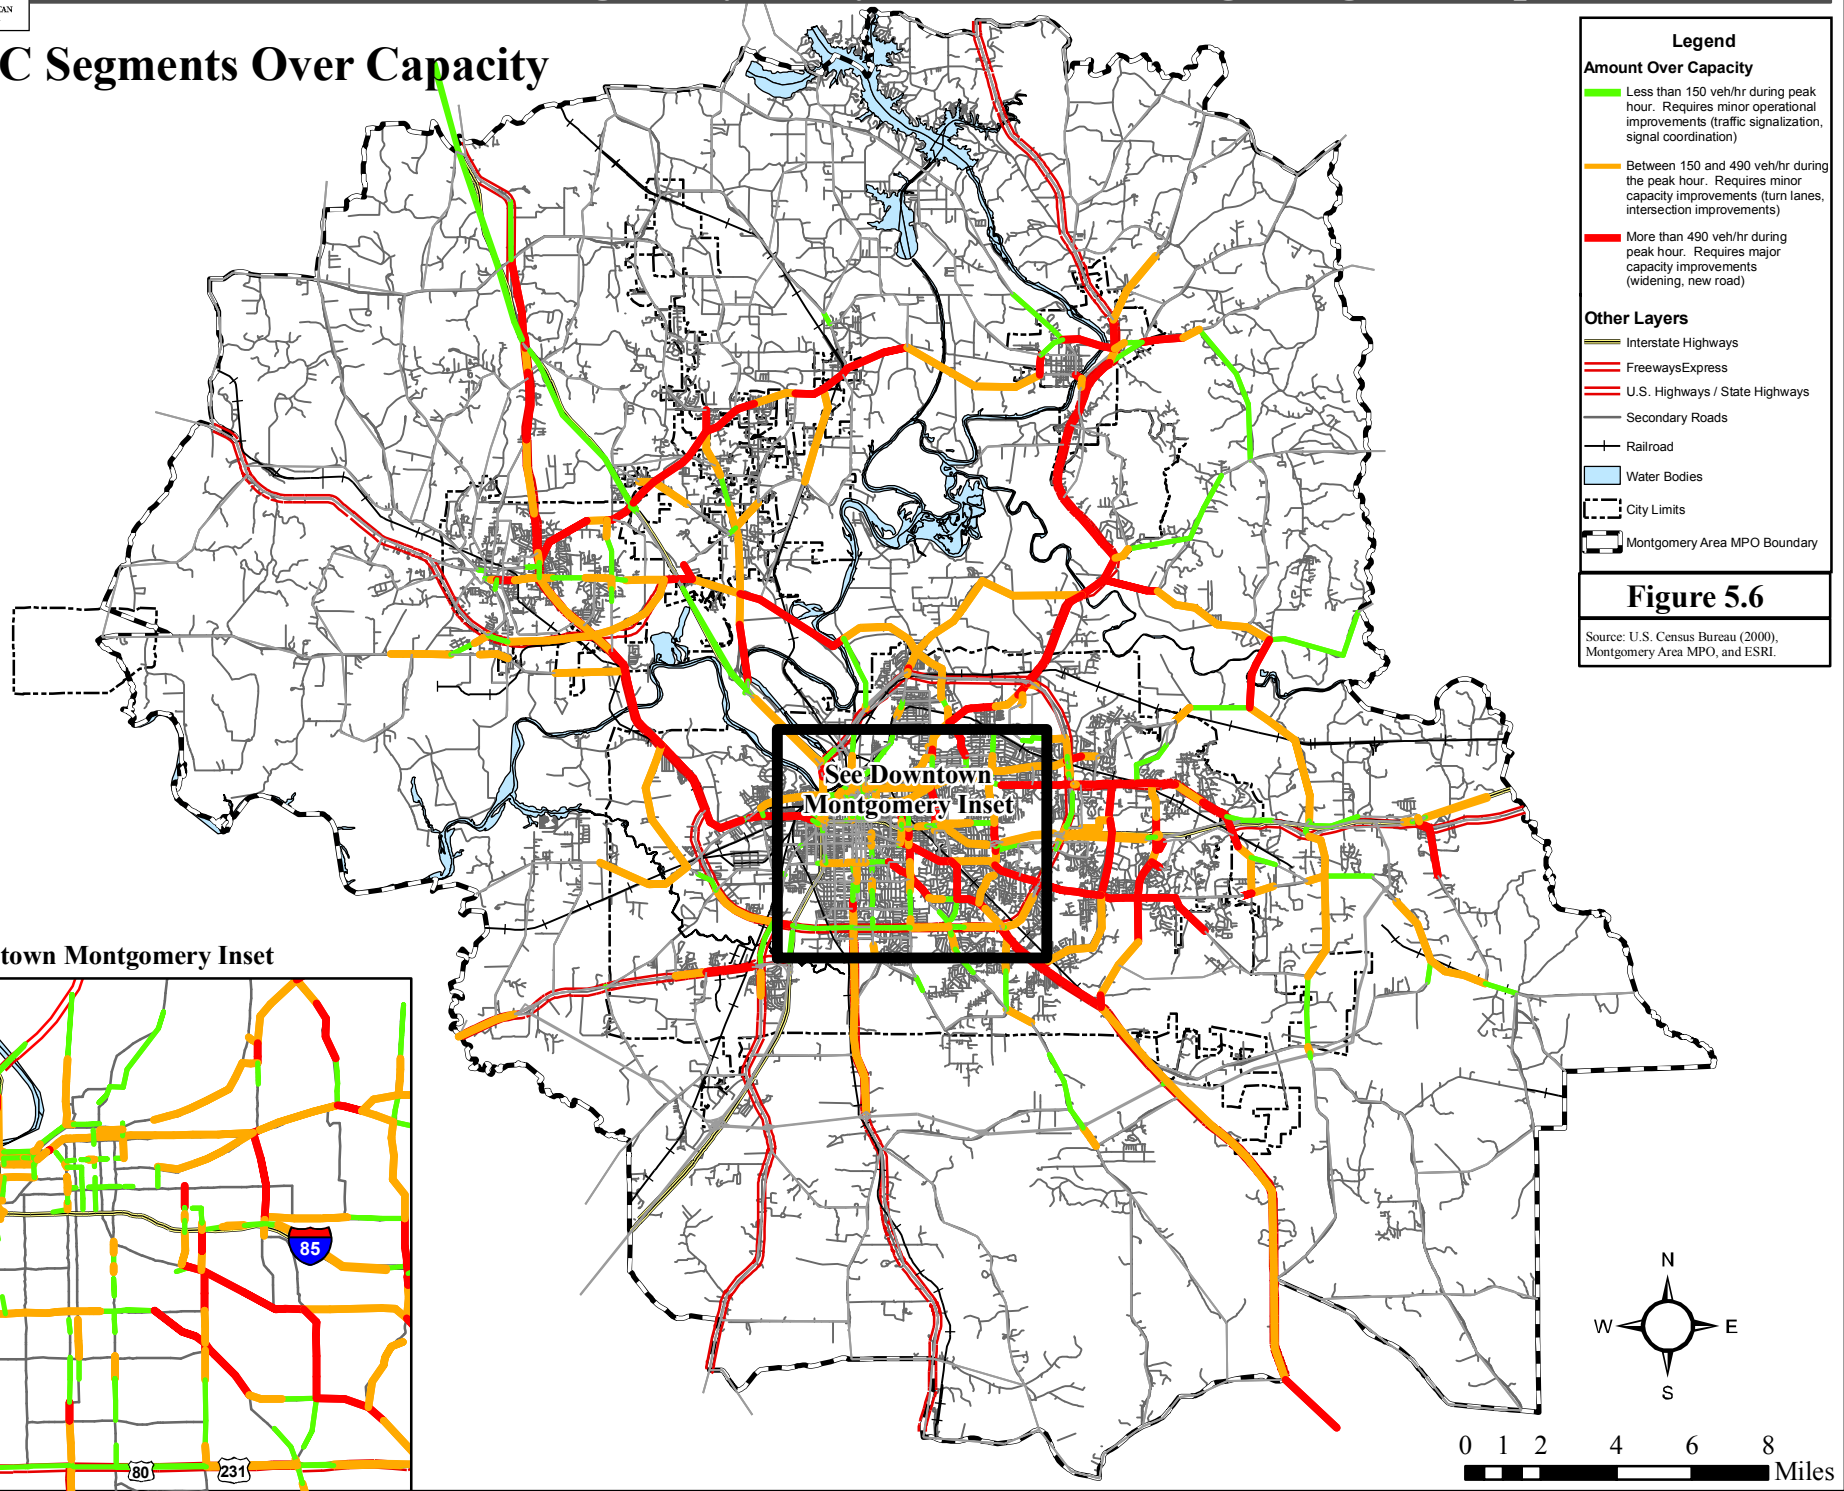 C Segments Over Capacity
Legend
Amount Over Capacity
Less than 150 veh/hr during peak
hour. Requires minor operational
improvements (traffic signalization,
signal coordination)
Between 150 and 490 veh/hr during
the peak hour. Requires minor
capacity improvements (turn lanes,
intersection improvements)
More than 490 veh/hr during
peak hour. Requires major
capacity improvements
(widening, new road)
Other Layers
Interstate Highways
FreewaysExpress
U.S. Highways / State Highways
Secondary Roads
Railroad
Water Bodies
City Limits
Montgomery Area MPO Boundary
Figure 5.6
Source: U.S. Census Bureau (2000),
Montgomery Area MPO, and ESRI.
See Downtown
Montgomery Inset
town Montgomery Inset
85
80
231
N
W E
S
0 1 2 4 6 8
Miles